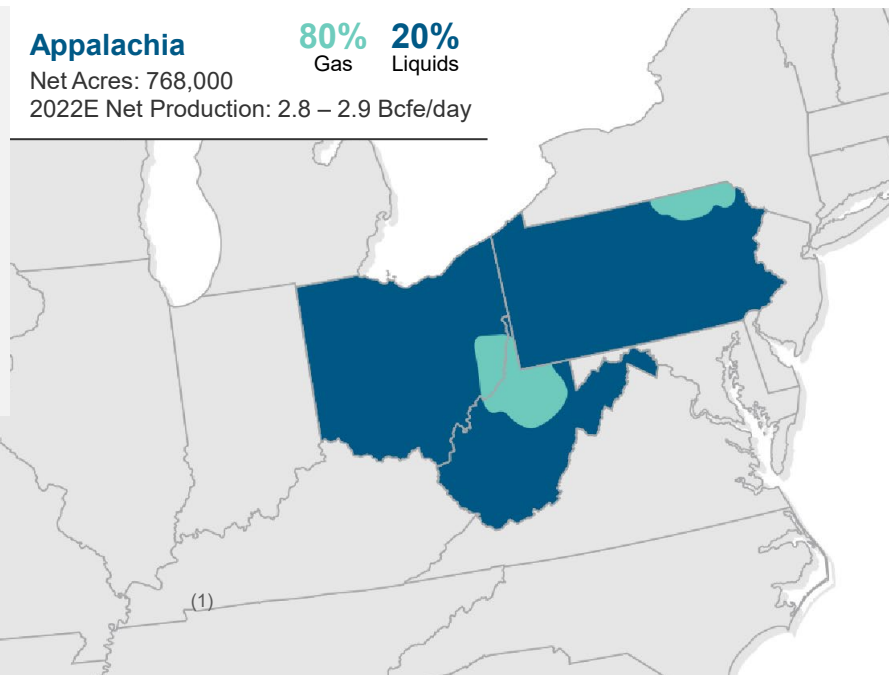 Appalachia
80% 20%
Gas Liquids
Net Acres: 768,000
2022E Net Production: 2.8 – 2.9 Bcfe/day
(1)